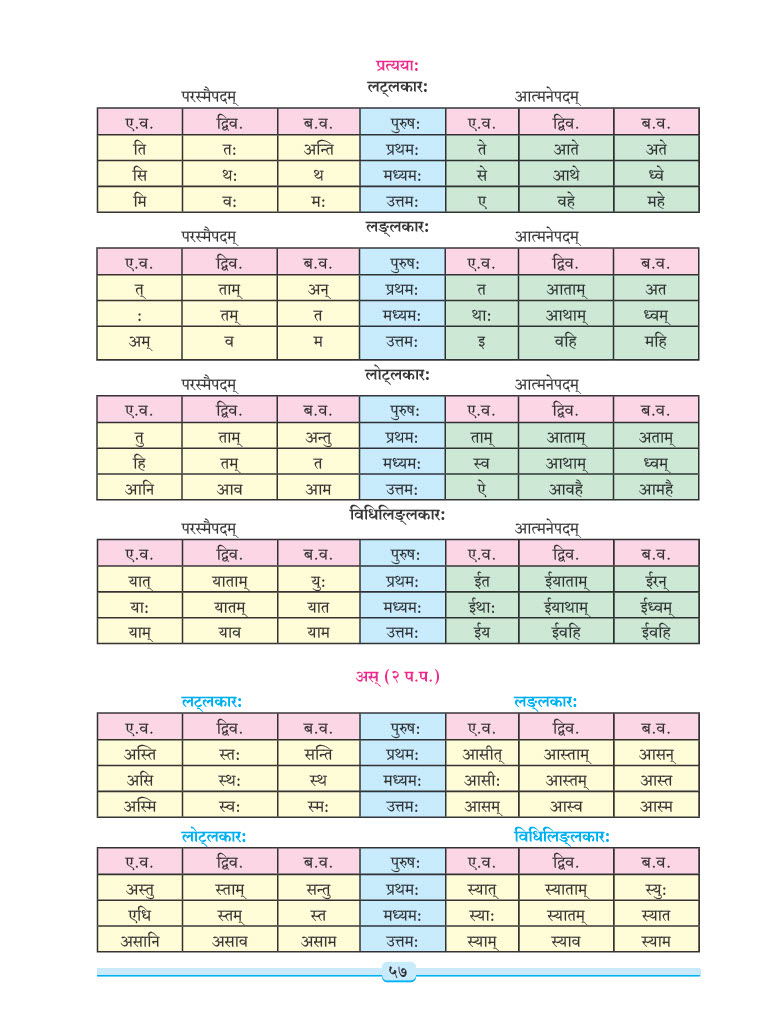 प्रत्ययाः
लट्लकारः
परस्मैपदम् आत्मनेपदम्
ए.व. द्विव. ब.व. पुरुषः ए.व. द्विव. ब.व.
ति तः अन्ति प्रथमः ते आते अते
सि थः थ मध्यमः से आथे ध्वे
मि वः मः उत्तमः ए वहे महे
लङ्लकारः
परस्मैपदम् आत्मनेपदम्
ए.व. द्विव. ब.व. पुरुषः ए.व. द्विव. ब.व.
त् ताम् अन् प्रथमः त आताम् अत
: तम् त मध्यमः थाः आथाम् ध्वम्
अम् व म उत्तमः इ वहि महि
लोट्लकारः
परस्मैपदम् आत्मनेपदम्
ए.व. द्विव. ब.व. पुरुषः ए.व. द्विव. ब.व.
तु ताम् अन्तु प्रथमः ताम् आताम् अताम्
हि तम् त मध्यमः स्व आथाम् ध्वम्
आनि आव आम उत्तमः ऐ आवहै आमहै
विधिलिङ्लकारः
परस्मैपदम् आत्मनेपदम्
ए.व. द्विव. ब.व. पुरुषः ए.व. द्विव. ब.व.
यात् याताम् युः प्रथमः ईत ईयाताम् ईरन्
याः यातम् यात मध्यमः ईथाः ईयाथाम् ईध्वम्
याम् याव याम उत्तमः ईय ईवहि ईवहि
अस् (२ प.प.)
लट्लकारः लङ्लकारः
ए.व. द्विव. ब.व. पुरुषः ए.व. द्विव. ब.व.
अस्ति स्तः सन्ति प्रथमः आसीत् आस्ताम् आसन्
असि स्थः स्थ मध्यमः आसीः आस्तम् आस्त
अस्मि स्वः स्मः उत्तमः आसम् आस्व आस्म
लोट्लकारः विधिलिङ्लकारः
ए.व. द्विव. ब.व. पुरुषः ए.व. द्विव. ब.व.
अस्तु स्ताम् सन्तु प्रथमः स्यात् स्याताम् स्युः
एधि स्तम् स्त मध्यमः स्याः स्यातम् स्यात
असानि असाव असाम उत्तमः स्याम् स्याव स्याम
५७